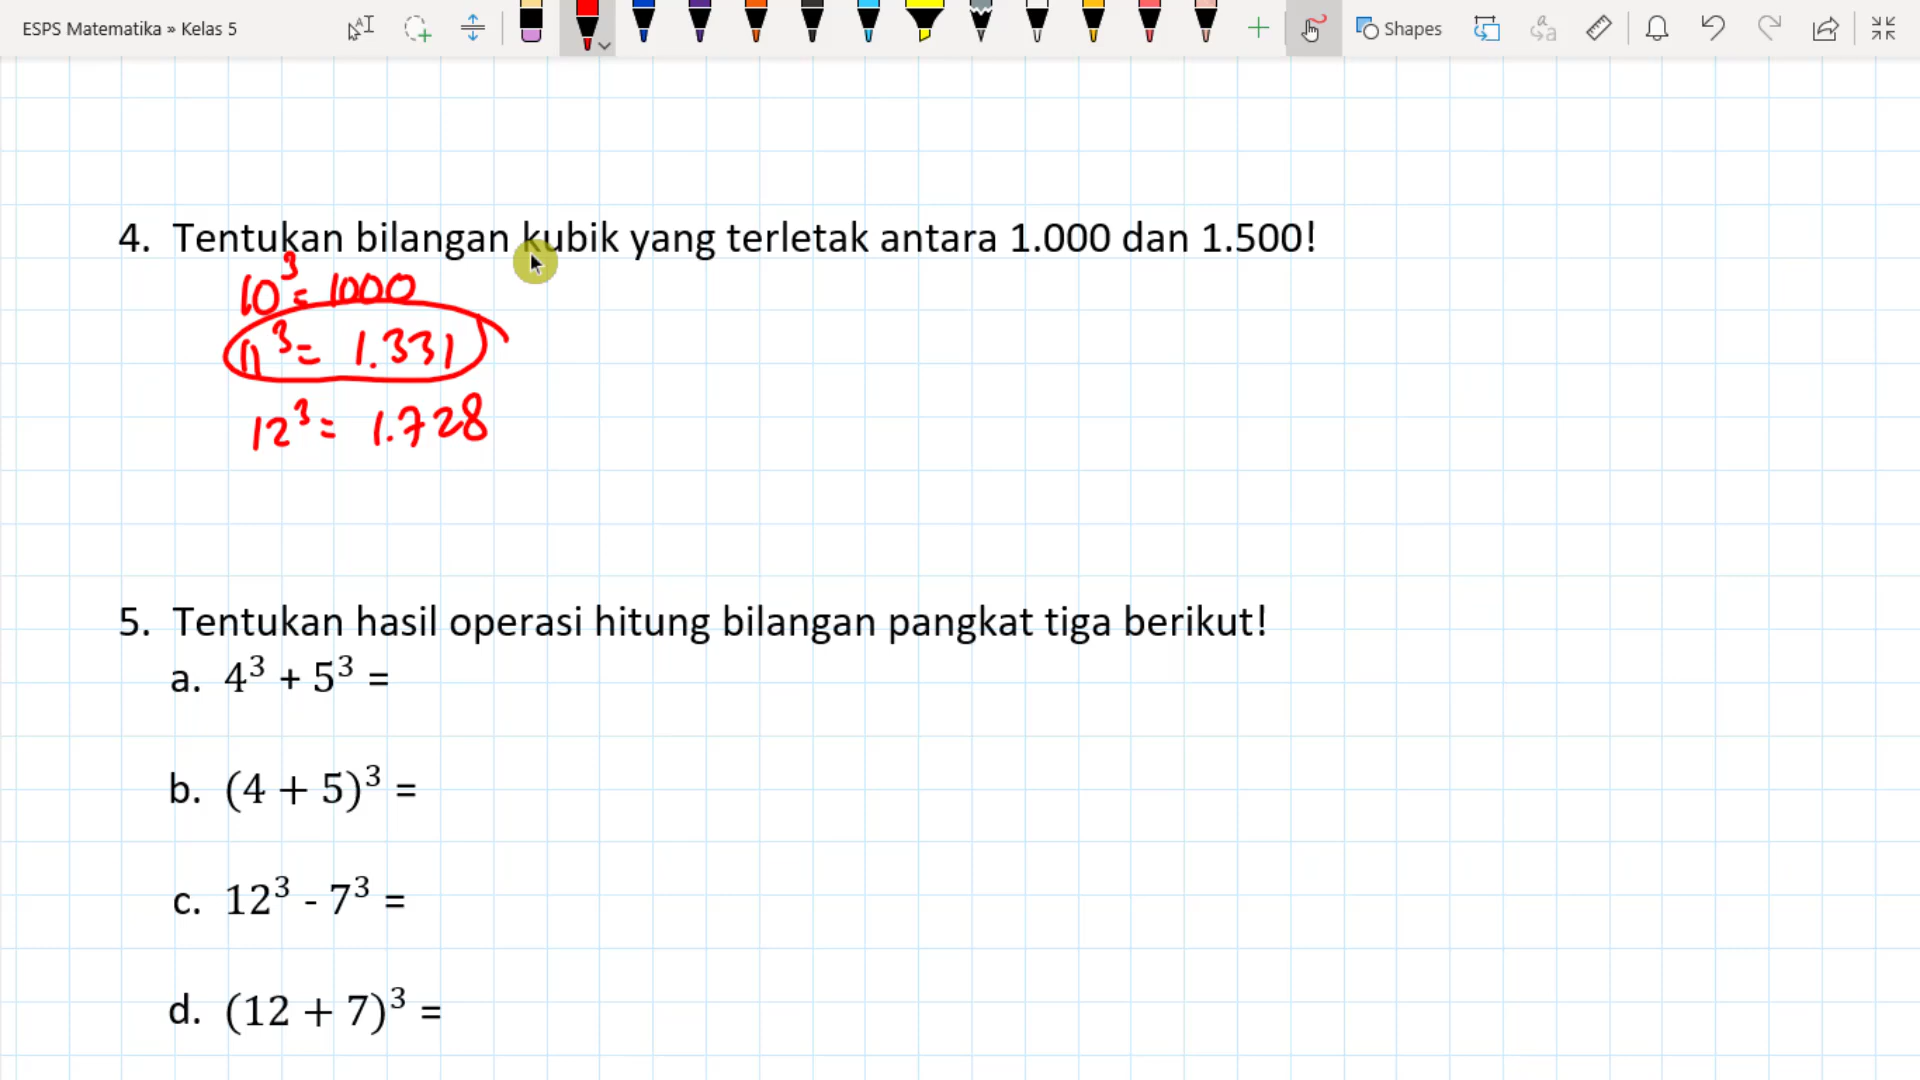 ESPS Matematika » Kelas 5
Shapes
4. Tentukan bilangan kubik yang terletak antara 1.000 dan 1.500!
10³ = 1000
11³ = 1.331
12³ = 1.728
5. Tentukan hasil operasi hitung bilangan pangkat tiga berikut!
a. 4³ + 5³ =
b. (4 + 5)³ =
c. 12³ - 7³ =
d. (12 + 7)³ =